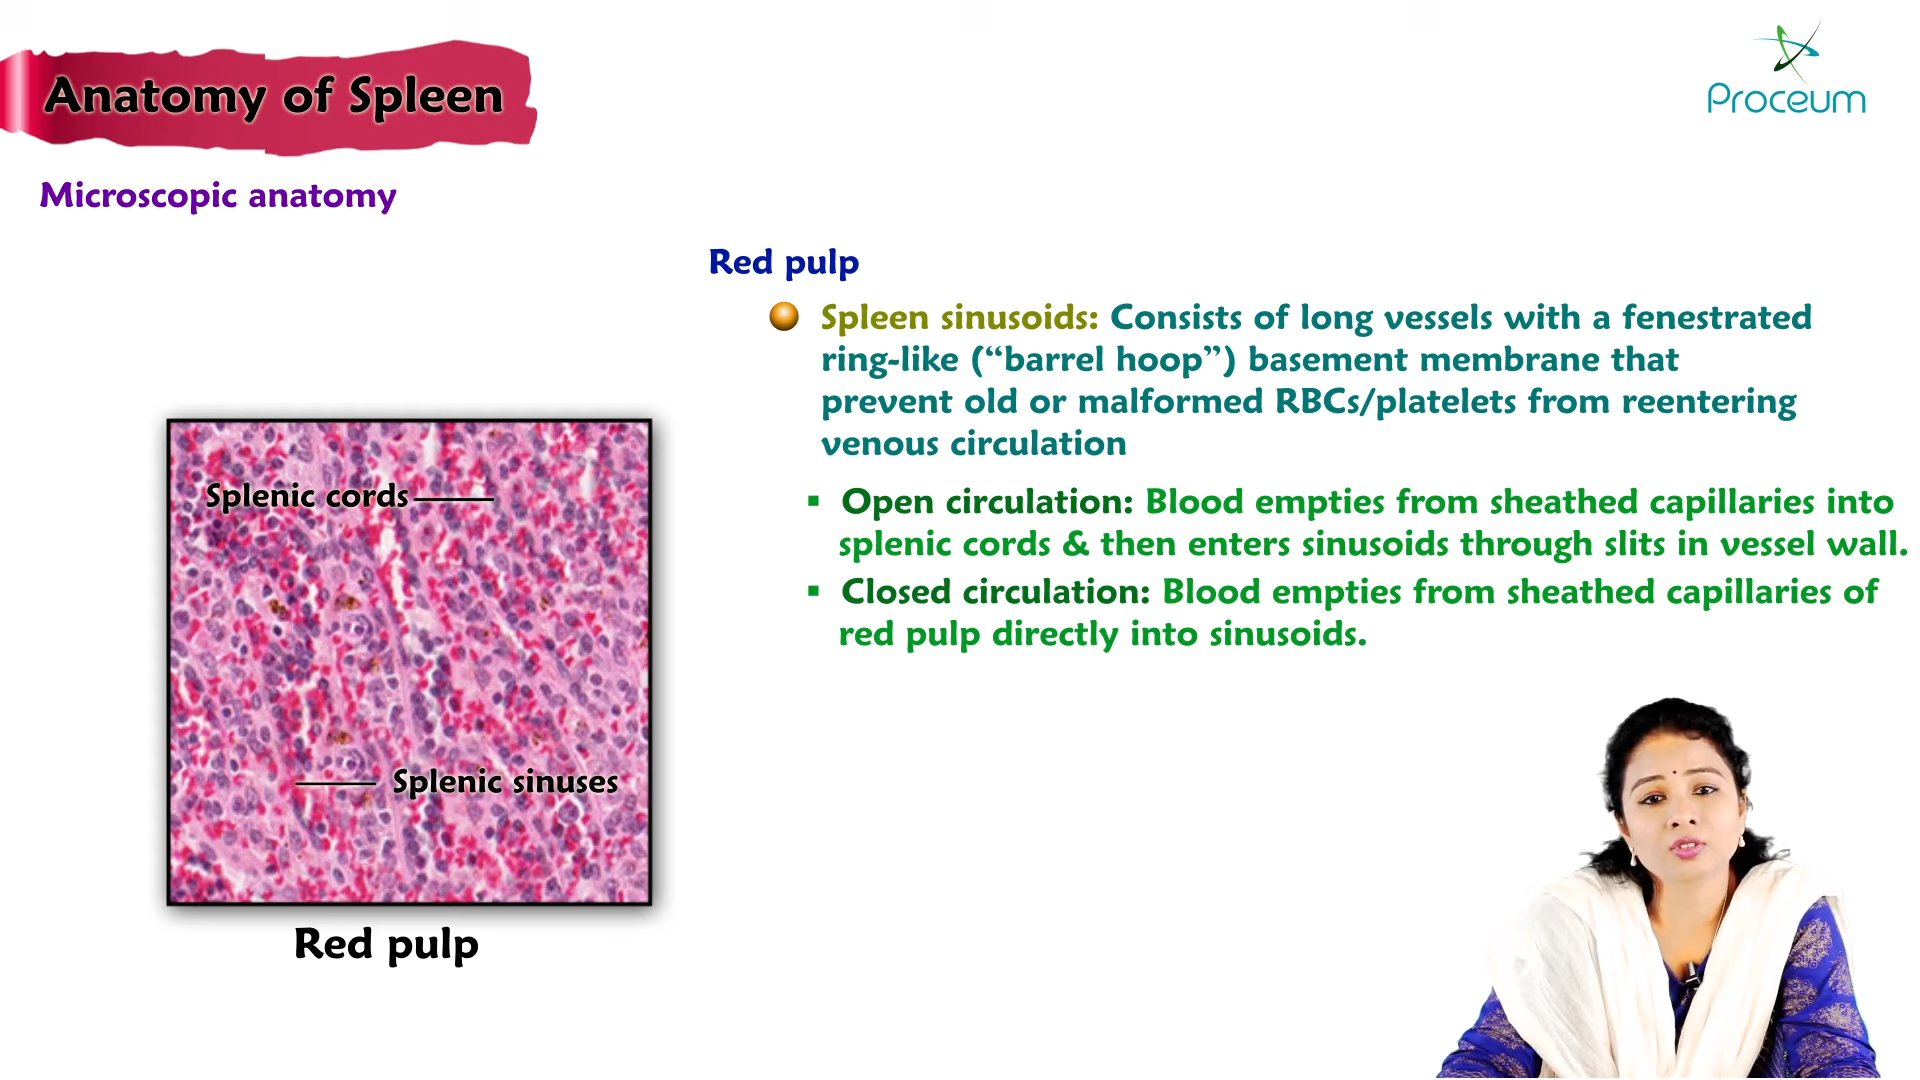 Anatomy of Spleen
Proceum
Microscopic anatomy
Red pulp
Spleen sinusoids: Consists of long vessels with a fenestrated
ring-like (“barrel hoop”) basement membrane that
prevent old or malformed RBCs/platelets from reentering
venous circulation
▪ Open circulation: Blood empties from sheathed capillaries into
splenic cords & then enters sinusoids through slits in vessel wall.
▪ Closed circulation: Blood empties from sheathed capillaries of
red pulp directly into sinusoids.
Splenic cords
Splenic sinuses
Red pulp